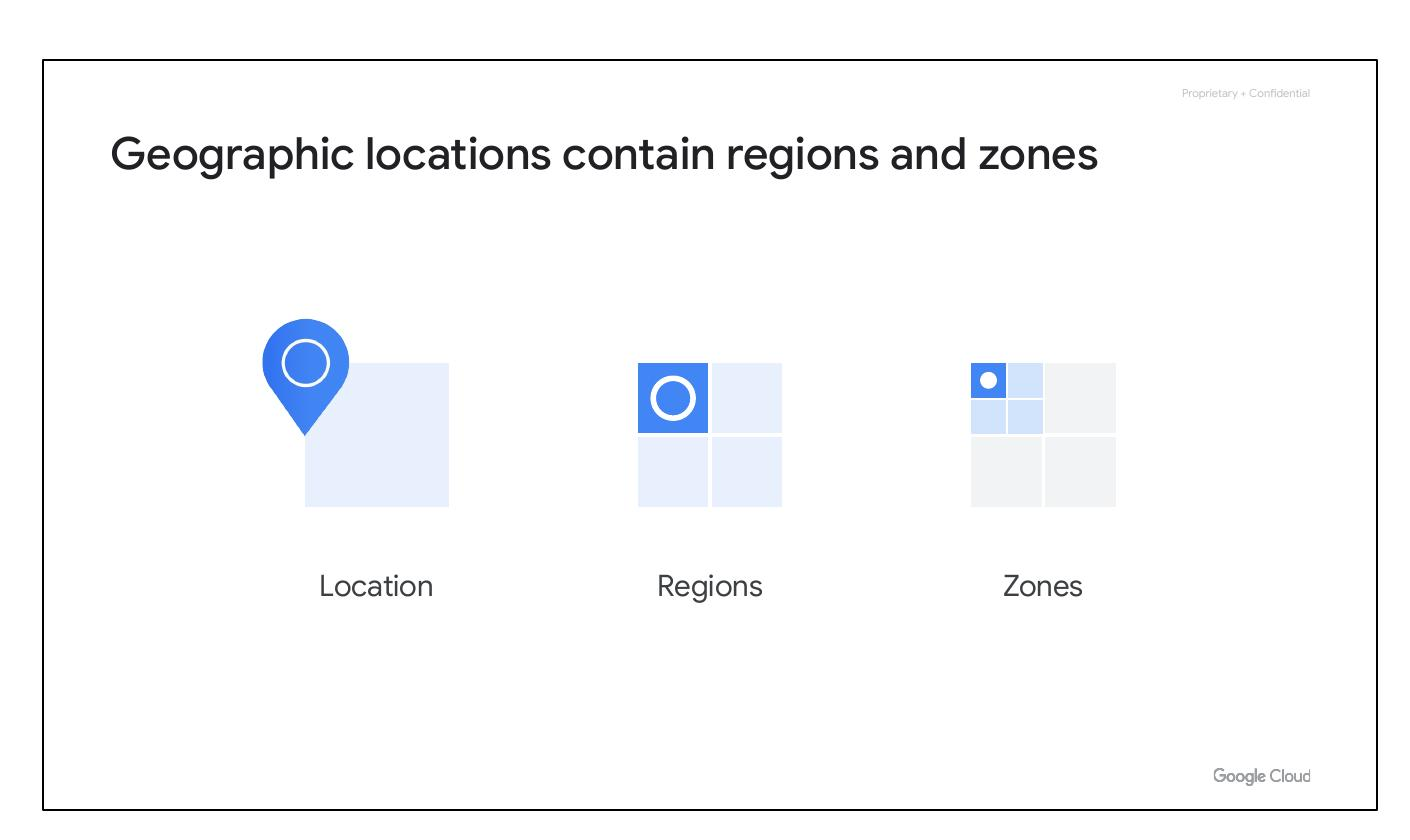 Proprietary + Confidential
Geographic locations contain regions and zones
Location
Regions
Zones
Google Cloud